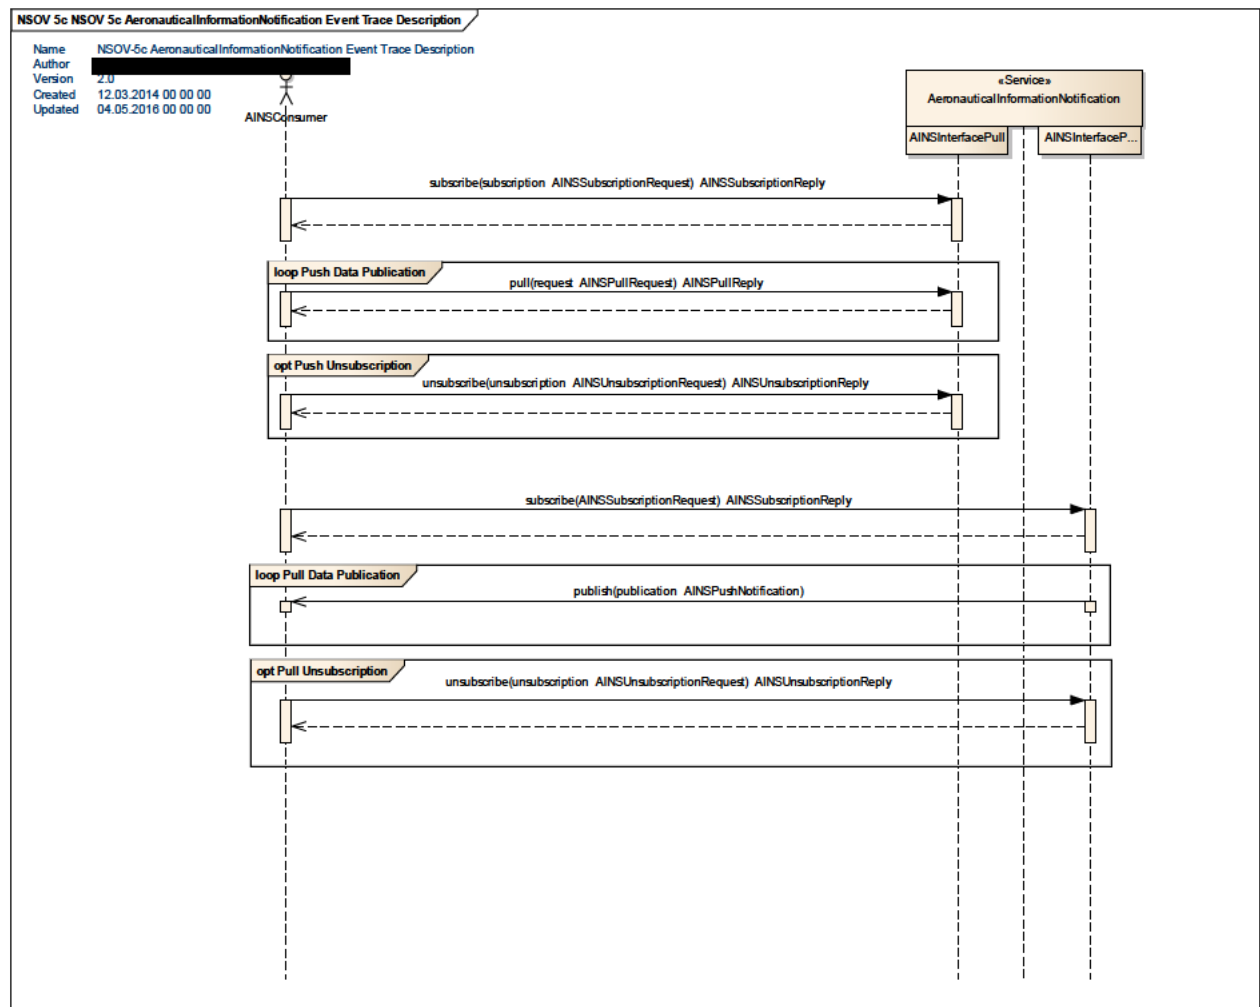 NSOV 5c NSOV 5c AeronauticalInformationNotification Event Trace Description
Name NSOV-5c AeronauticalInformationNotification Event Trace Description
Author
Version 2.0
Created 12.03.2014 00 00 00
Updated 04.05.2016 00 00 00
AINSConsumer
«Service»
AeronauticalInformationNotification
AINSInterfacePull
AINSInterfaceP...
subscribe(subscription AINSSubscriptionRequest) AINSSubscriptionReply
loop Push Data Publication
pull(request AINSPullRequest) AINSPullReply
opt Push Unsubscription
unsubscribe(unsubscription AINSUnsubscriptionRequest) AINSUnsubscriptionReply
subscribe(AINSSubscriptionRequest) AINSSubscriptionReply
loop Pull Data Publication
publish(publication AINSPushNotification)
opt Pull Unsubscription
unsubscribe(unsubscription AINSUnsubscriptionRequest) AINSUnsubscriptionReply